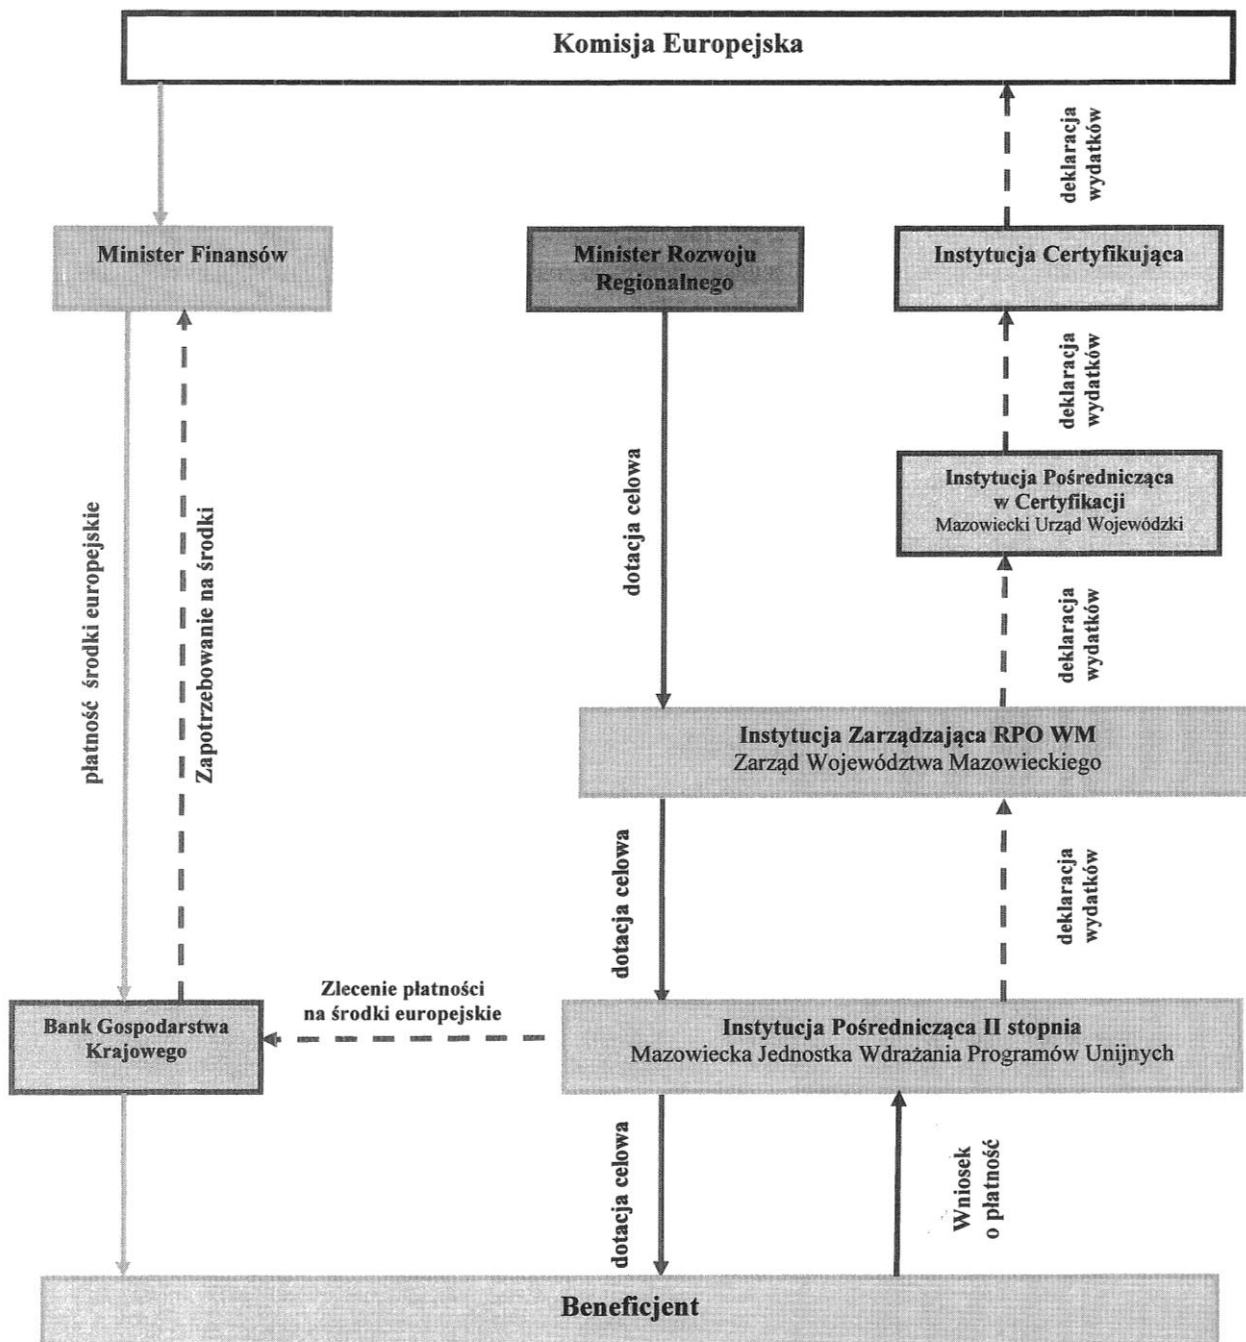 Komisja Europejska
deklaracja
wydatków
Minister Finansów
Minister Rozwoju
Regionalnego
Instytucja Certyfikująca
deklaracja
wydatków
płatność środki europejskie
Zapotrzebowanie na środki
dotacja celowa
Instytucja Pośrednicząca
w Certyfikacji
Mazowiecki Urząd Wojewódzki
deklaracja
wydatków
Instytucja Zarządzająca RPO WM
Zarząd Województwa Mazowieckiego
dotacja celowa
deklaracja
wydatków
Zlecenie płatności
na środki europejskie
Bank Gospodarstwa
Krajowego
Instytucja Pośrednicząca II stopnia
Mazowiecka Jednostka Wdrażania Programów Unijnych
dotacja celowa
Wniosek
o płatność
Beneficjent